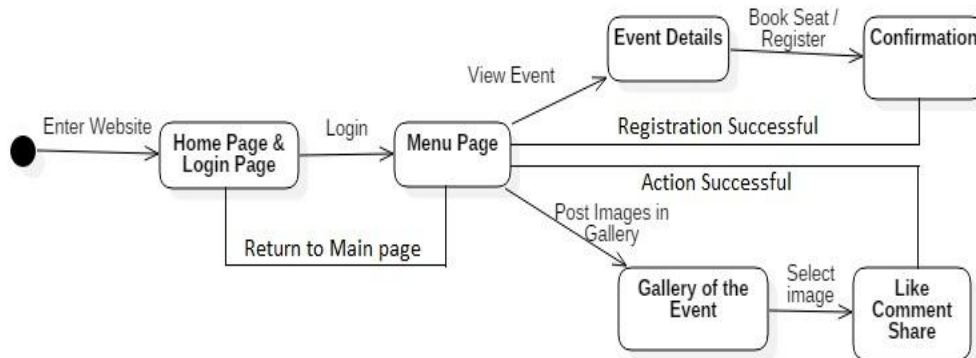 Enter Website
Home Page &
Login Page
Login
Menu Page
View Event
Event Details
Book Seat /
Register
Confirmation
Registration Successful
Action Successful
Post Images in
Gallery
Return to Main page
Gallery of the
Event
Select
image
Like
Comment
Share